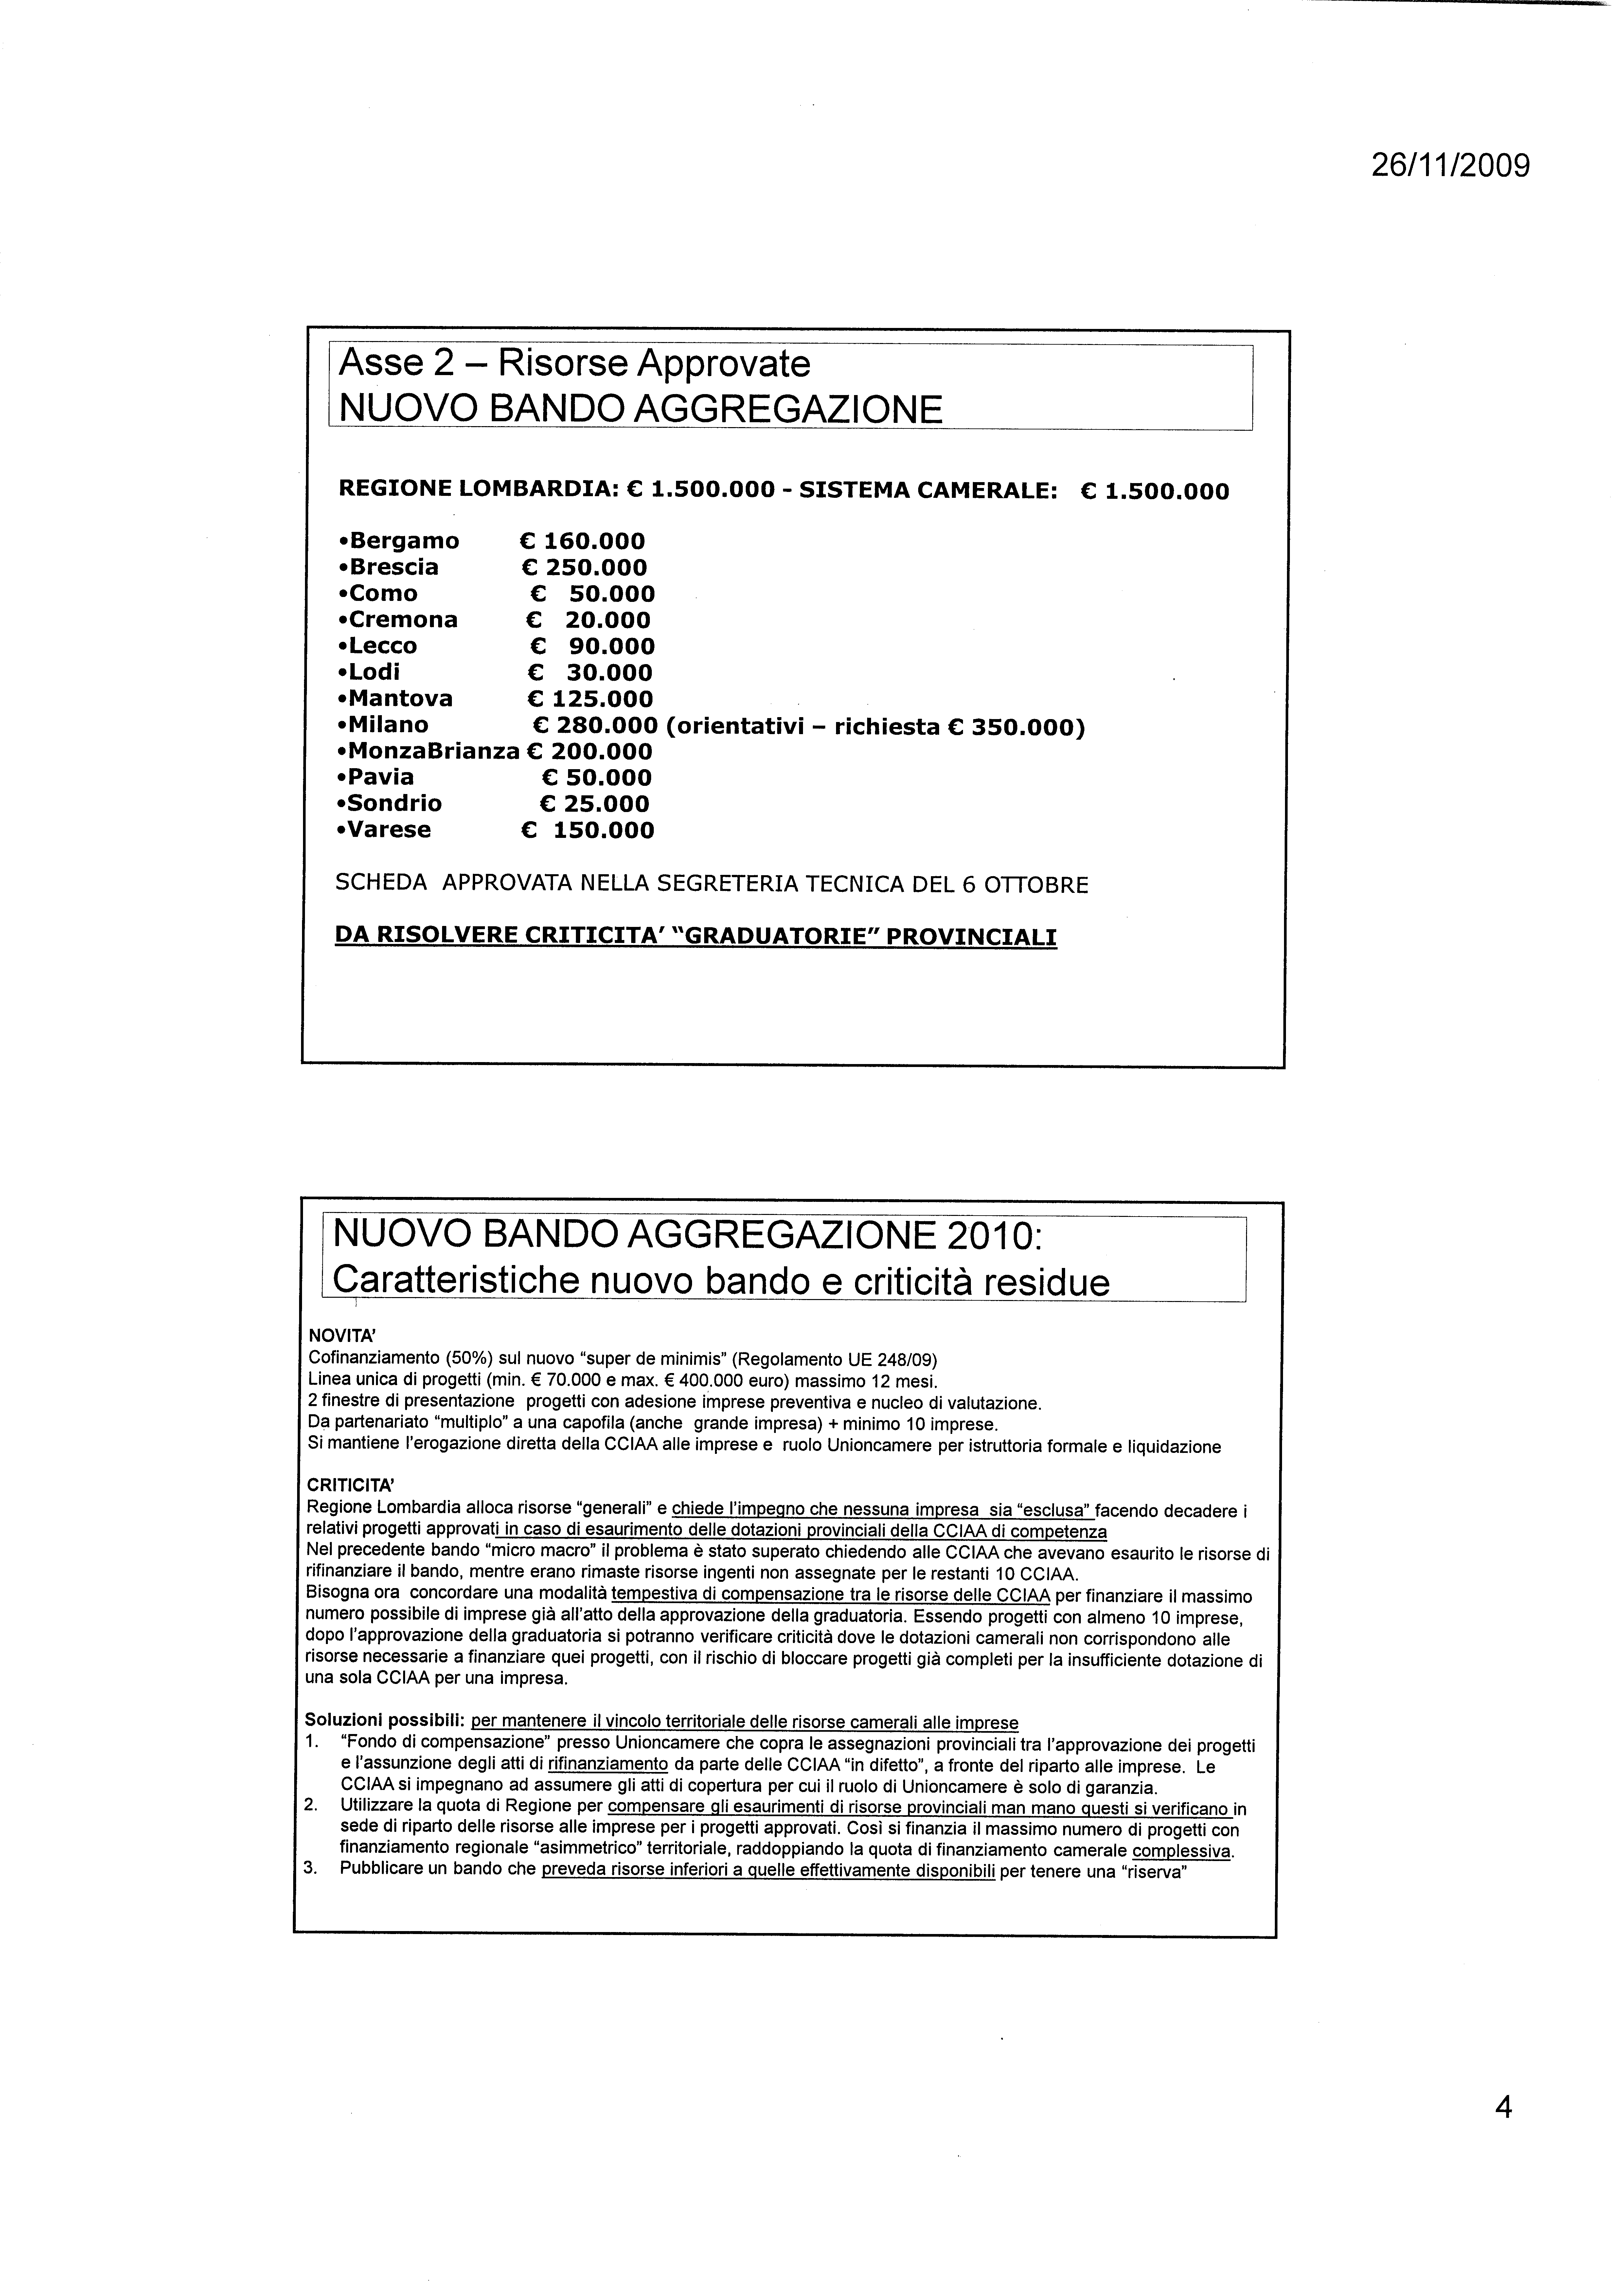 26/11/2009
Asse 2 – Risorse Approvate
NUOVO BANDO AGGREGAZIONE
REGIONE LOMBARDIA: € 1.500.000 - SISTEMA CAMERALE: € 1.500.000
•Bergamo € 160.000
•Brescia € 250.000
•Como € 50.000
•Cremona € 20.000
•Lecco € 90.000
•Lodi € 30.000
•Mantova € 125.000
•Milano € 280.000 (orientativi – richiesta € 350.000)
•MonzaBrianza € 200.000
•Pavia € 50.000
•Sondrio € 25.000
•Varese € 150.000
SCHEDA APPROVATA NELLA SEGRETERIA TECNICA DEL 6 OTTOBRE
DA RISOLVERE CRITICITA’ “GRADUATORIE” PROVINCIALI
NUOVO BANDO AGGREGAZIONE 2010:
Caratteristiche nuovo bando e criticità residue
NOVITA’
Cofinanziamento (50%) sul nuovo “super de minimis” (Regolamento UE 248/09)
Linea unica di progetti (min. € 70.000 e max. € 400.000 euro) massimo 12 mesi.
2 finestre di presentazione progetti con adesione imprese preventiva e nucleo di valutazione.
Da partenariato “multiplo” a una capofila (anche grande impresa) + minimo 10 imprese.
Si mantiene l’erogazione diretta della CCIAA alle imprese e ruolo Unioncamere per istruttoria formale e liquidazione
CRITICITA’
Regione Lombardia alloca risorse “generali” e chiede l’impegno che nessuna impresa sia “esclusa” facendo decadere i
relativi progetti approvati in caso di esaurimento delle dotazioni provinciali della CCIAA di competenza
Nel precedente bando “micro macro” il problema è stato superato chiedendo alle CCIAA che avevano esaurito le risorse di
rifinanziare il bando, mentre erano rimaste risorse ingenti non assegnate per le restanti 10 CCIAA.
Bisogna ora concordare una modalità tempestiva di compensazione tra le risorse delle CCIAA per finanziare il massimo
numero possibile di imprese già all’atto della approvazione della graduatoria. Essendo progetti con almeno 10 imprese,
dopo l’approvazione della graduatoria si potranno verificare criticità dove le dotazioni camerali non corrispondono alle
risorse necessarie a finanziare quei progetti, con il rischio di bloccare progetti già completi per la insufficiente dotazione di
una sola CCIAA per una impresa.
Soluzioni possibili: per mantenere il vincolo territoriale delle risorse camerali alle imprese
1. “Fondo di compensazione” presso Unioncamere che copra le assegnazioni provinciali tra l’approvazione dei progetti
e l’assunzione degli atti di rifinanziamento da parte delle CCIAA “in difetto”, a fronte del riparto alle imprese. Le
CCIAA si impegnano ad assumere gli atti di copertura per cui il ruolo di Unioncamere è solo di garanzia.
2. Utilizzare la quota di Regione per compensare gli esaurimenti di risorse provinciali man mano questi si verificano in
sede di riparto delle risorse alle imprese per i progetti approvati. Così si finanzia il massimo numero di progetti con
finanziamento regionale “asimmetrico” territoriale, raddoppiando la quota di finanziamento camerale complessiva.
3. Pubblicare un bando che preveda risorse inferiori a quelle effettivamente disponibili per tenere una “riserva”
4